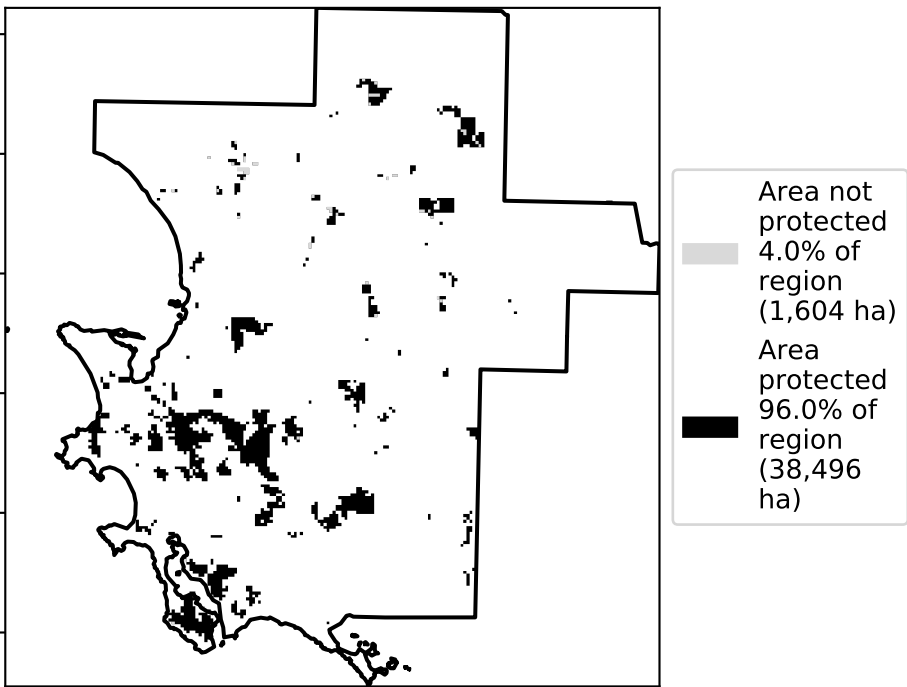 Area not
protected
4.0% of
region
(1,604 ha)
Area
protected
96.0% of
region
(38,496
ha)